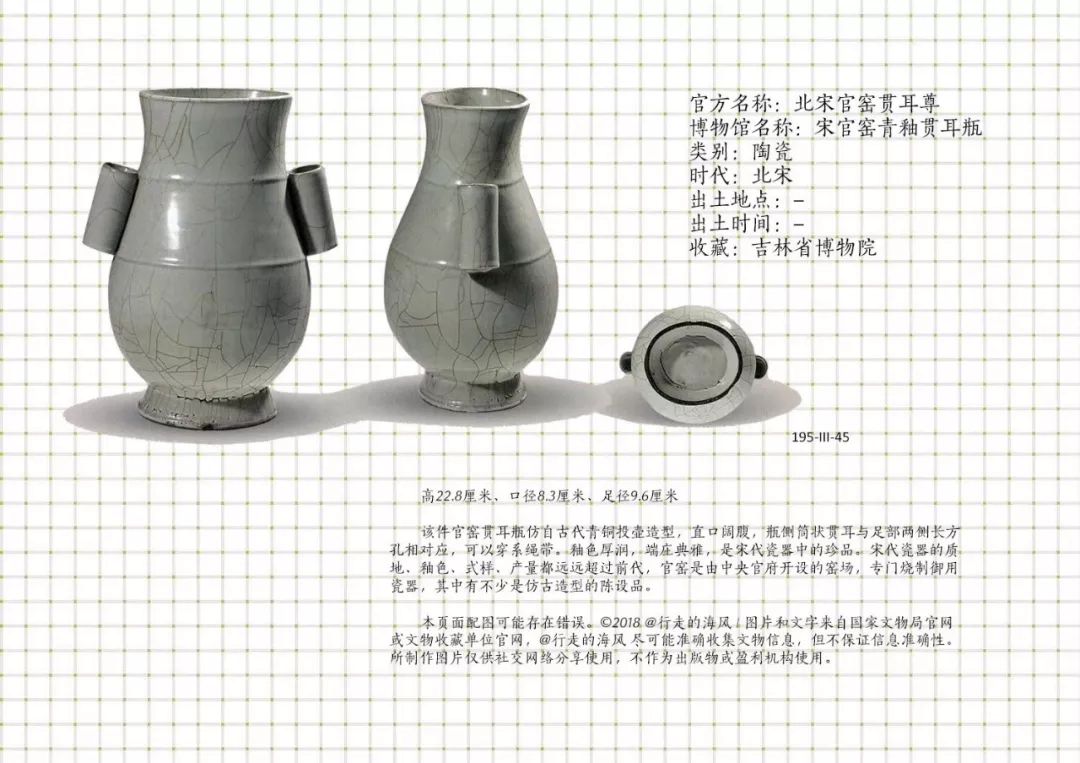 官方名称：北宋官窑贯耳尊
博物馆名称：宋官窑青釉贯耳瓶
类别：陶瓷
时代：北宋
出土地点：-
出土时间：-
收藏：吉林省博物院
195-III-45
高22.8厘米、口径8.3厘米、足径9.6厘米
该件官窑贯耳瓶仿自古代青铜投壶造型，直口阔腹，瓶侧筒状贯耳与足部两侧长方
孔相对应，可以穿系绳带。釉色厚润，端庄典雅，是宋代瓷器中的珍品。宋代瓷器的质
地、釉色、式样、产量都远远超过前代，官窑是由中央官府开设的窑场，专门烧制御用
瓷器，其中有不少是仿古造型的陈设品。
本页面配图可能存在错误。©2018 @行走的海风 | 图片和文字来自国家文物局官网
或文物收藏单位官网，@行走的海风 尽可能准确收集文物信息，但不保证信息准确性。
所制作图片仅供社交网络分享使用，不作为出版物或盈利机构使用。